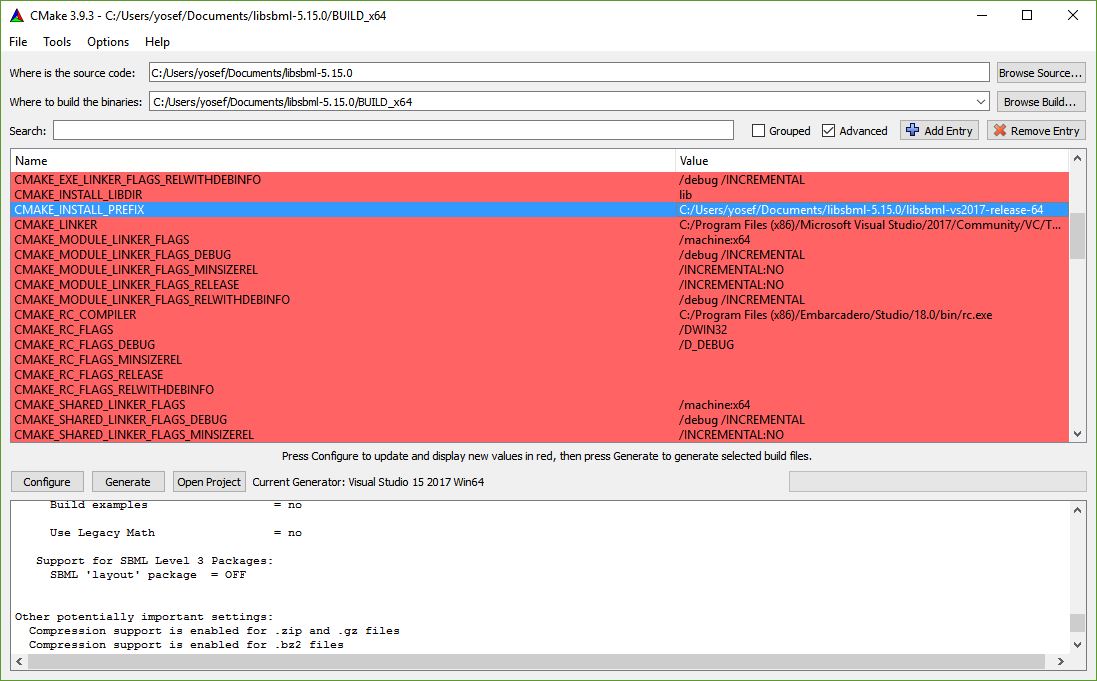 CMake 3.9.3 - C:/Users/yosef/Documents/libsbml-5.15.0/BUILD_x64
File Tools Options Help
Where is the source code: C:/Users/yosef/Documents/libsbml-5.15.0 Browse Source...
Where to build the binaries: C:/Users/yosef/Documents/libsbml-5.15.0/BUILD_x64 Browse Build...
Search: Grouped Advanced Add Entry Remove Entry
Name Value
CMAKE_EXE_LINKER_FLAGS_RELWITHDEBINFO /debug /INCREMENTAL
CMAKE_INSTALL_LIBDIR lib
CMAKE_INSTALL_PREFIX C:/Users/yosef/Documents/libsbml-5.15.0/libsbml-vs2017-release-64
CMAKE_LINKER C:/Program Files (x86)/Microsoft Visual Studio/2017/Community/VC/T...
CMAKE_MODULE_LINKER_FLAGS /machine:x64
CMAKE_MODULE_LINKER_FLAGS_DEBUG /debug /INCREMENTAL
CMAKE_MODULE_LINKER_FLAGS_MINSIZEREL /INCREMENTAL:NO
CMAKE_MODULE_LINKER_FLAGS_RELEASE /INCREMENTAL:NO
CMAKE_MODULE_LINKER_FLAGS_RELWITHDEBINFO /debug /INCREMENTAL
CMAKE_RC_COMPILER C:/Program Files (x86)/Embarcadero/Studio/18.0/bin/rc.exe
CMAKE_RC_FLAGS /DWIN32
CMAKE_RC_FLAGS_DEBUG /D_DEBUG
CMAKE_RC_FLAGS_MINSIZEREL
CMAKE_RC_FLAGS_RELEASE
CMAKE_RC_FLAGS_RELWITHDEBINFO
CMAKE_SHARED_LINKER_FLAGS /machine:x64
CMAKE_SHARED_LINKER_FLAGS_DEBUG /debug /INCREMENTAL
CMAKE_SHARED_LINKER_FLAGS_MINSIZEREL /INCREMENTAL:NO
Press Configure to update and display new values in red, then press Generate to generate selected build files.
Configure Generate Open Project Current Generator: Visual Studio 15 2017 Win64
Build examples = no
Use Legacy Math = no
Support for SBML Level 3 Packages:
SBML 'layout' package = OFF
Other potentially important settings:
Compression support is enabled for .zip and .gz files
Compression support is enabled for .bz2 files